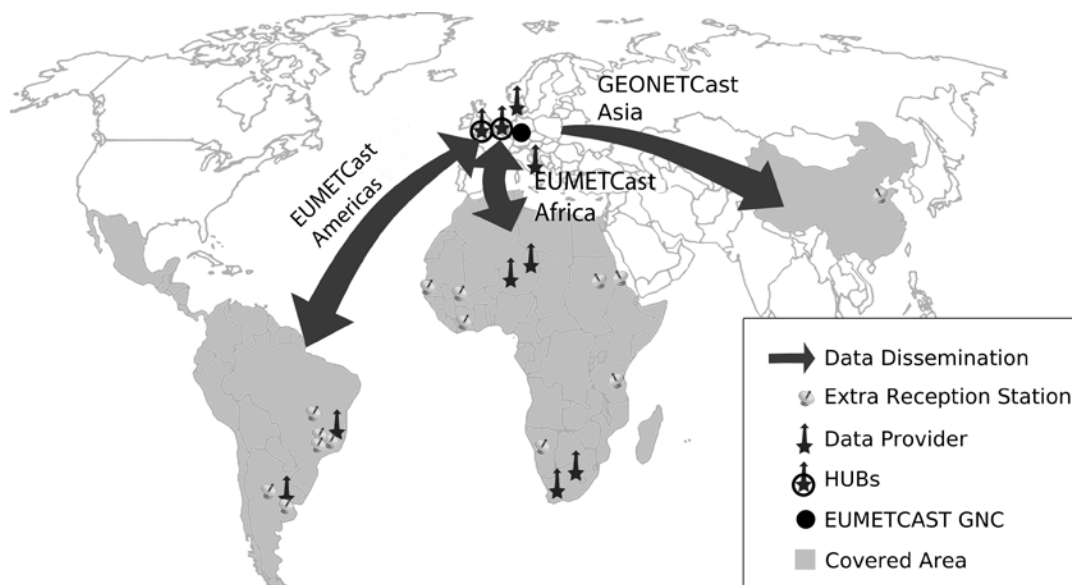 GEONETCast
Asia
EUMETCast
Americas
EUMETCast
Africa
Data Dissemination
Extra Reception Station
Data Provider
HUBs
EUMETCAST GNC
Covered Area